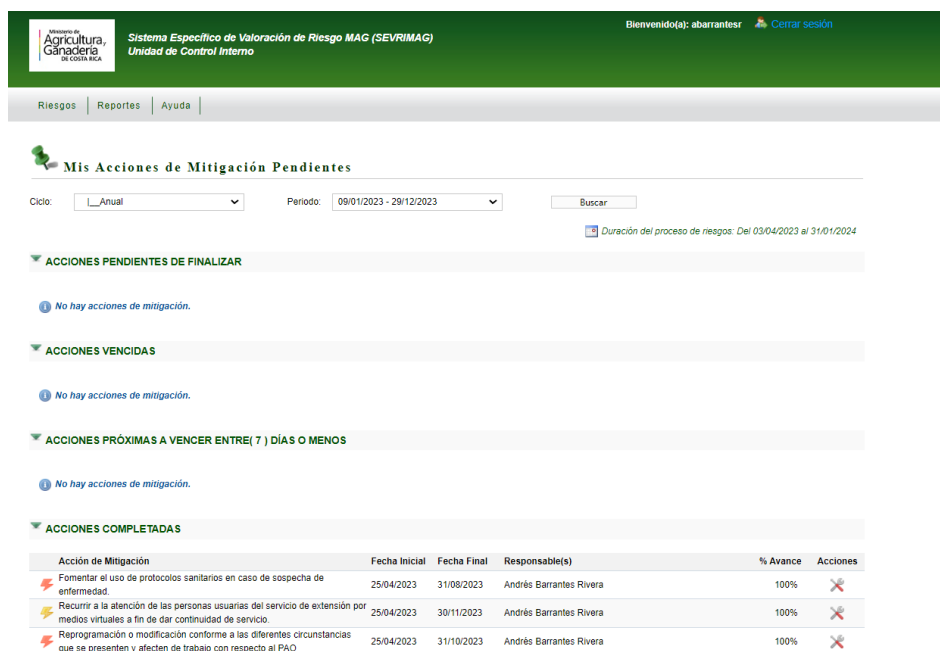 Ministerio de
Agricultura y
Ganadería
DE COSTA RICA
Sistema Específico de Valoración de Riesgo MAG (SEVRIMAG)
Unidad de Control Interno
Bienvenido(a): abarrantesr Cerrar sesión
Riesgos Reportes Ayuda
Mis Acciones de Mitigación Pendientes
Ciclo: |__Anual Periodo: 09/01/2023 - 29/12/2023 Buscar
Duración del proceso de riesgos: Del 03/04/2023 al 31/01/2024
ACCIONES PENDIENTES DE FINALIZAR
No hay acciones de mitigación.
ACCIONES VENCIDAS
No hay acciones de mitigación.
ACCIONES PRÓXIMAS A VENCER ENTRE( 7 ) DÍAS O MENOS
No hay acciones de mitigación.
ACCIONES COMPLETADAS
Acción de Mitigación Fecha Inicial Fecha Final Responsable(s) % Avance Acciones
Fomentar el uso de protocolos sanitarios en caso de sospecha de
enfermedad. 25/04/2023 31/08/2023 Andrés Barrantes Rivera 100%
Recurrir a la atención de las personas usuarias del servicio de extensión por
medios virtuales a fin de dar continuidad de servicio. 25/04/2023 30/11/2023 Andrés Barrantes Rivera 100%
Reprogramación o modificación conforme a las diferentes circunstancias
que se presenten y afecten de trabajo con respecto al PAO 25/04/2023 31/10/2023 Andrés Barrantes Rivera 100%